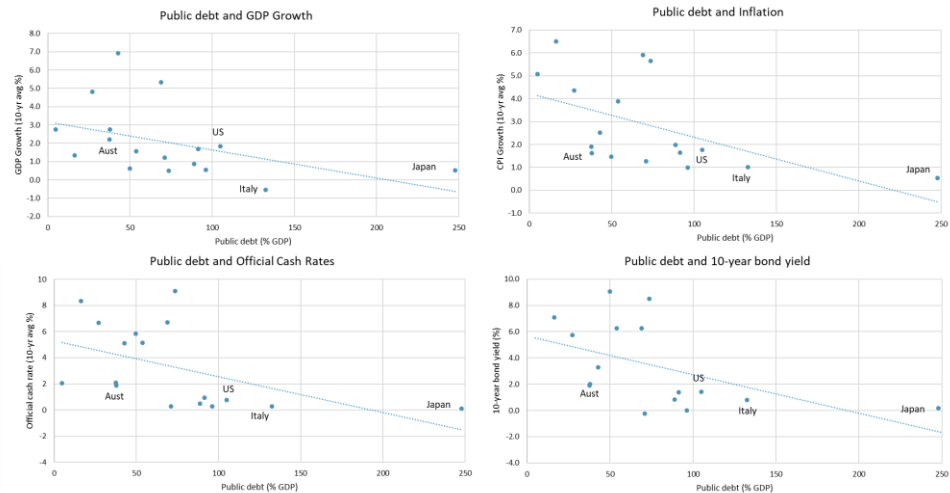 Public debt and GDP Growth
GDP Growth (10-yr avg %)
8.0
7.0
6.0
5.0
4.0
3.0
2.0
1.0
0.0
-1.0
-2.0
US
Aust
Japan
Italy
0 50 100 150 200 250
Public debt (% GDP)
Public debt and Inflation
CPI Growth (10-yr avg %)
7.0
6.0
5.0
4.0
3.0
2.0
1.0
0.0
-1.0
Aust
US
Japan
Italy
0 50 100 150 200 250
Public debt (% GDP)
Public debt and Official Cash Rates
Official cash rate (10-yr avg %)
10
8
6
4
2
0
-2
-4
US
Aust
Japan
Italy
0 50 100 150 200 250
Public debt (% GDP)
Public debt and 10-year bond yield
10-year bond yield (%)
10.0
8.0
6.0
4.0
2.0
0.0
-2.0
-4.0
US
Aust
Japan
Italy
0 50 100 150 200 250
Public debt (% GDP)